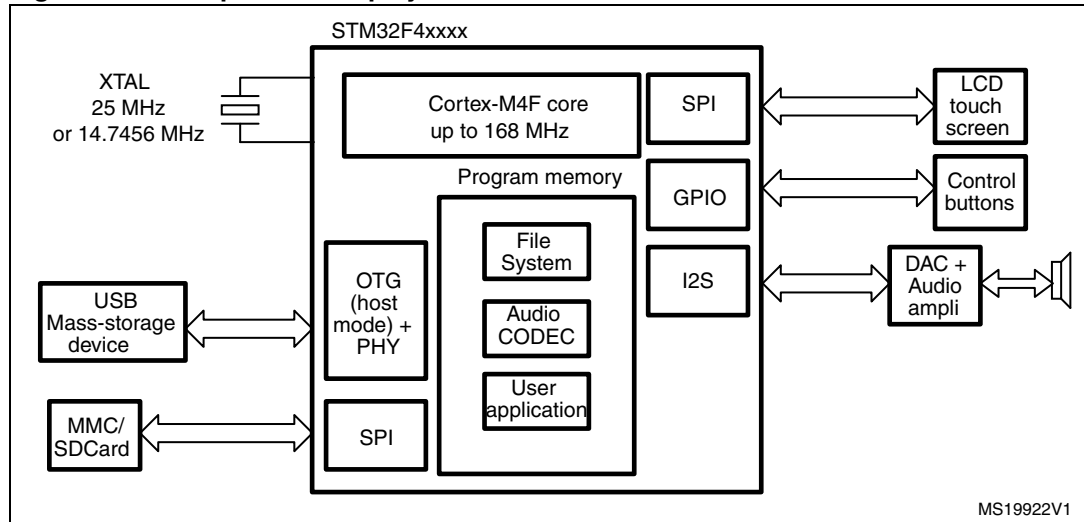 STM32F4xxxx
XTAL
25 MHz
or 14.7456 MHz
Cortex-M4F core
up to 168 MHz
Program memory
File
System
Audio
CODEC
User
application
OTG
(host
mode) +
PHY
SPI
USB
Mass-storage
device
MMC/
SDCard
SPI
GPIO
I2S
LCD
touch
screen
Control
buttons
DAC +
Audio
ampli
MS19922V1